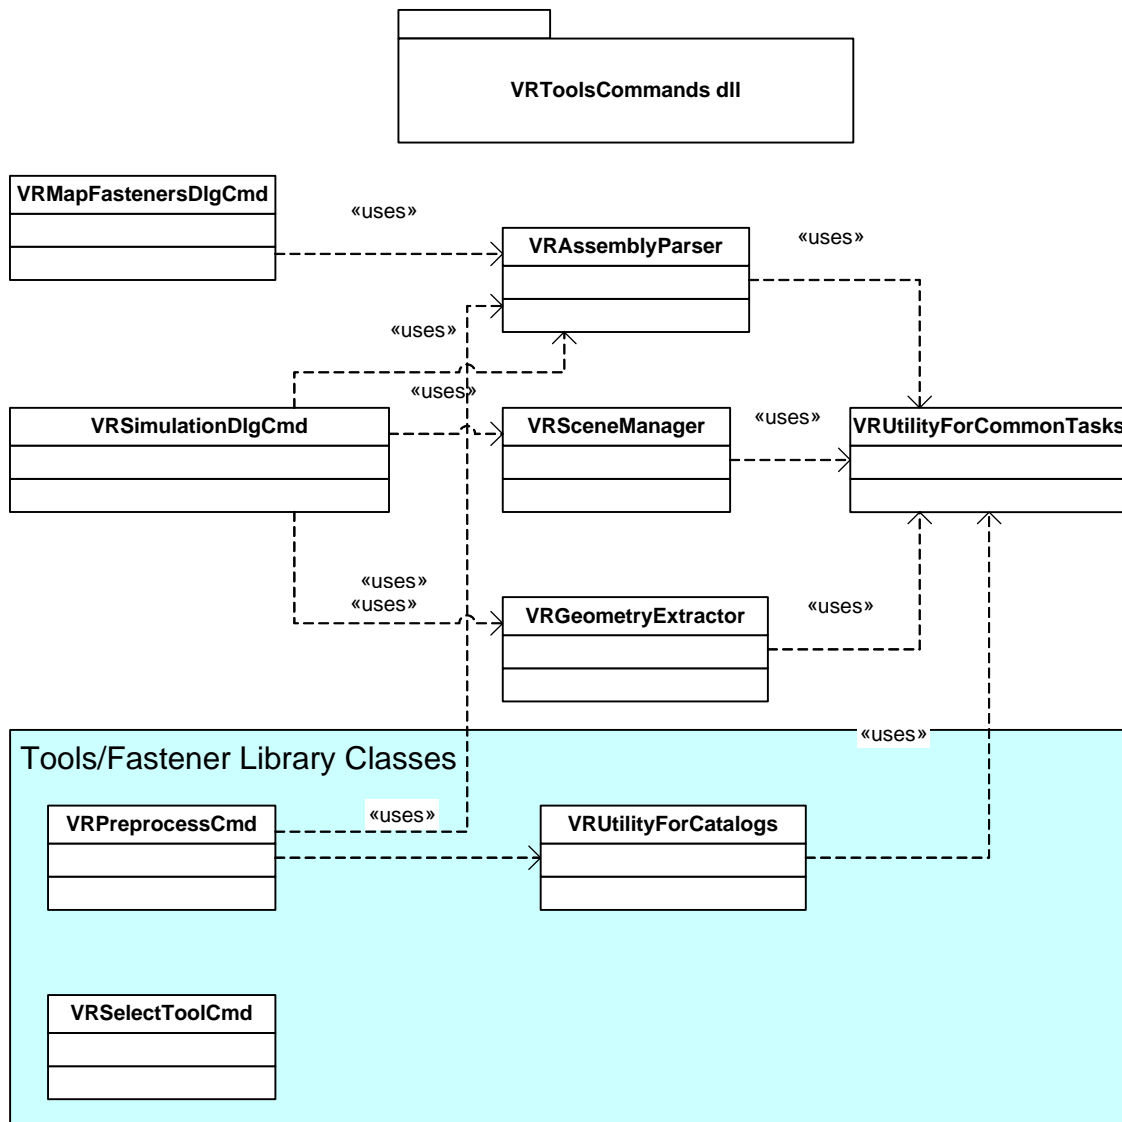 VRToolsCommands dll
VRMapFastenersDlgCmd
«uses»
VRAssemblyParser
«uses»
«uses»
«uses»
VRSimulationDlgCmd
VRSceneManager
«uses»
VRUtilityForCommonTasks
«uses»
«uses»
VRGeometryExtractor
«uses»
«uses»
Tools/Fastener Library Classes
VRPreprocessCmd
«uses»
VRUtilityForCatalogs
VRSelectToolCmd